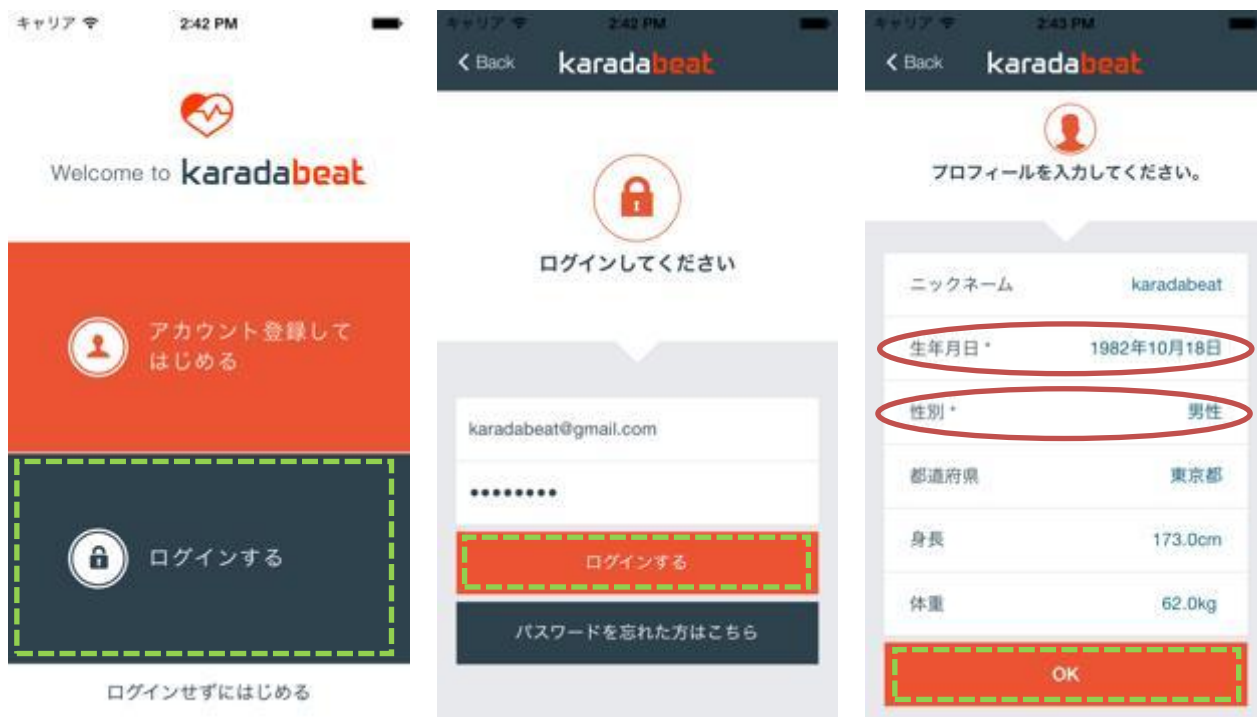 キャリア 2:42 PM
Welcome to karadabeat
アカウント登録して
はじめる
ログインする
ログインせずにはじめる
キャリア 2:42 PM
Back karadabeat
ログインしてください
karadabeat@gmail.com
••••••••
ログインする
パスワードを忘れた方はこちら
キャリア 2:43 PM
Back karadabeat
プロフィールを入力してください。
ニックネーム karadabeat
生年月日 * 1982年10月18日
性別 * 男性
都道府県 東京都
身長 173.0cm
体重 62.0kg
OK